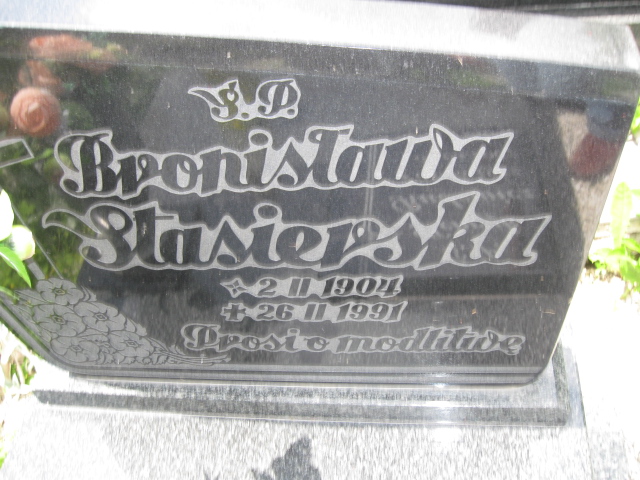 Ś.P.
Bronisława
Stasierska
✧ 2 II 1904
✝ 26 II 1991
Prosi o modlitwę